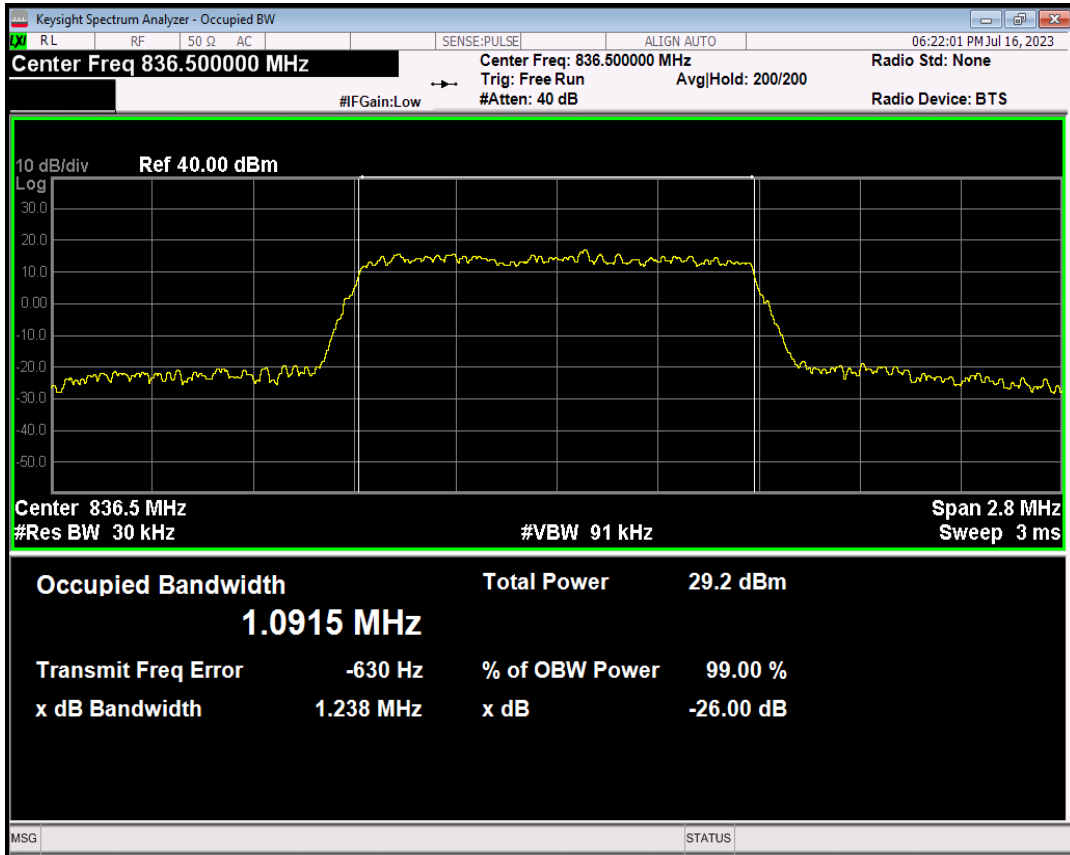 Keysight Spectrum Analyzer - Occupied BW
LXI RL RF 50 Ω AC SENSE:PULSE ALIGN AUTO 06:22:01 PM Jul 16, 2023
Center Freq 836.500000 MHz Center Freq: 836.500000 MHz Radio Std: None
Trig: Free Run Avg|Hold: 200/200
#IFGain:Low #Atten: 40 dB Radio Device: BTS
10 dB/div Ref 40.00 dBm
Log
30.0
20.0
10.0
0.00
-10.0
-20.0
-30.0
-40.0
-50.0
Center 836.5 MHz Span 2.8 MHz
#Res BW 30 kHz #VBW 91 kHz Sweep 3 ms
Occupied Bandwidth Total Power 29.2 dBm
1.0915 MHz
Transmit Freq Error -630 Hz % of OBW Power 99.00 %
x dB Bandwidth 1.238 MHz x dB -26.00 dB
MSG STATUS